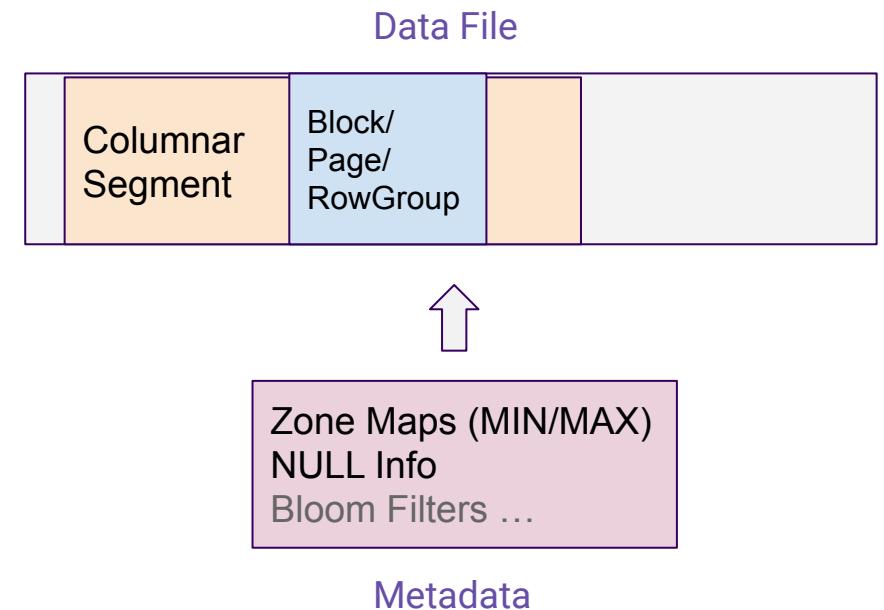 Data File
Columnar
Segment
Block/
Page/
RowGroup
Zone Maps (MIN/MAX)
NULL Info
Bloom Filters …
Metadata